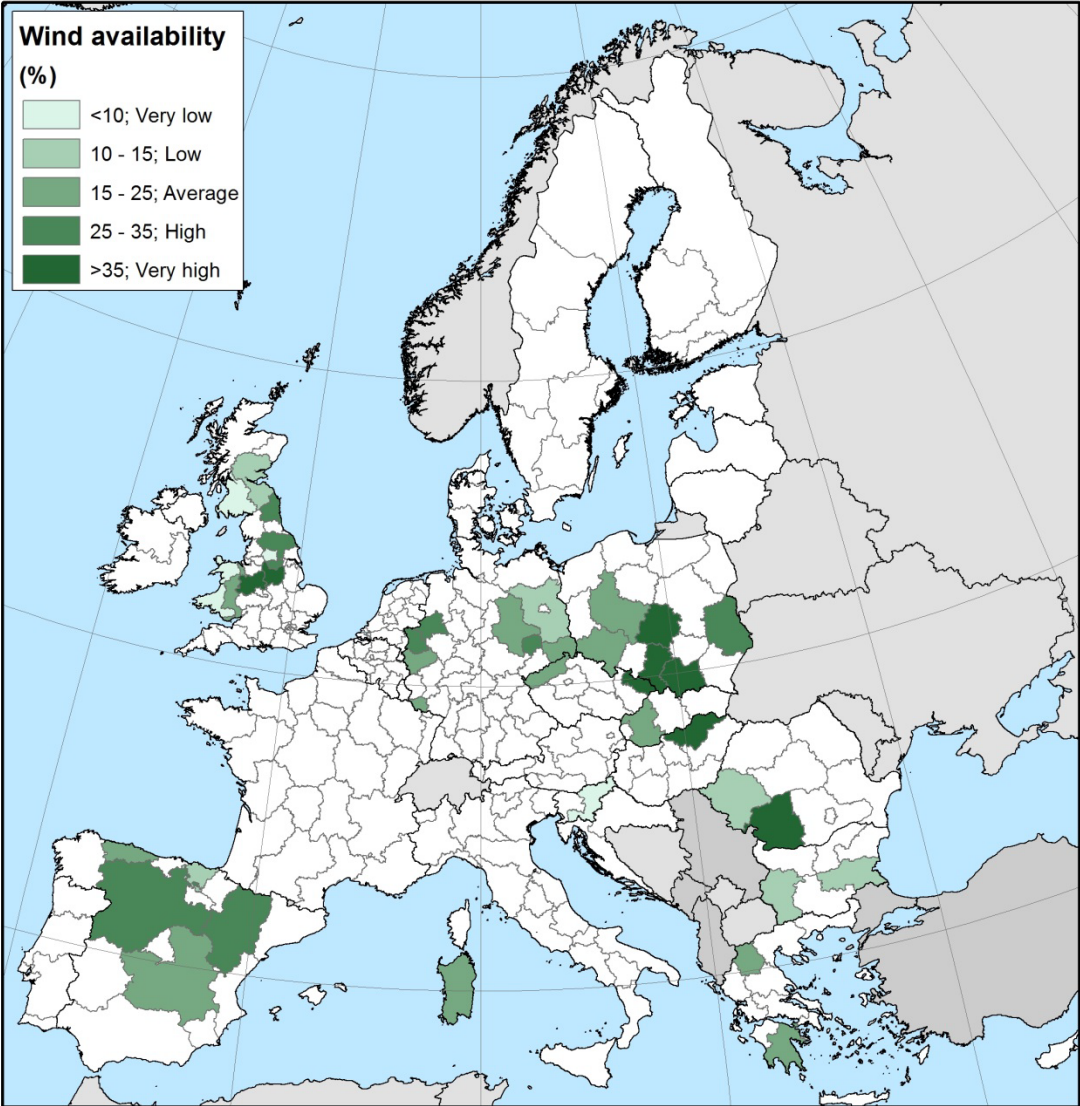 Wind availability
(%)
<10; Very low
10 - 15; Low
15 - 25; Average
25 - 35; High
>35; Very high